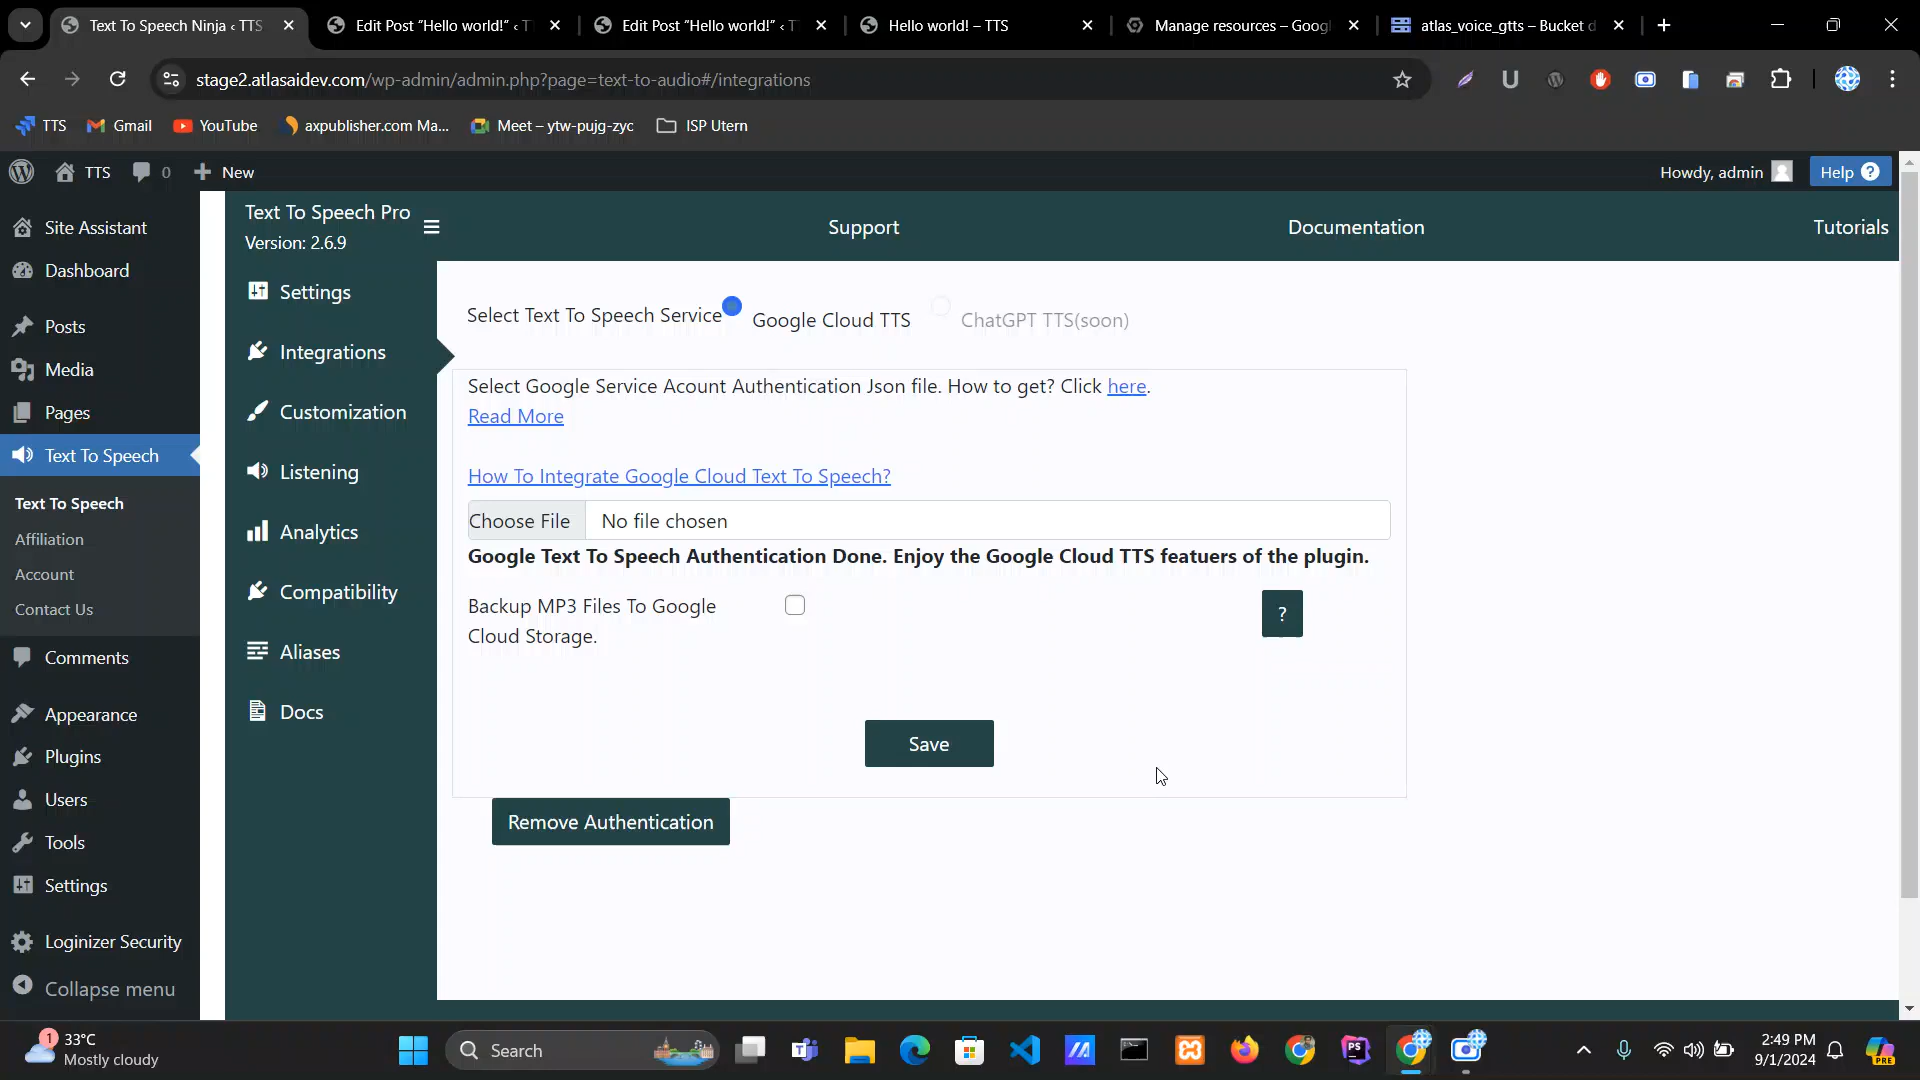 Text To Speech Ninja ‹ TTS
Edit Post “Hello world!” ‹ T
Edit Post “Hello world!” ‹ T
Hello world! – TTS
Manage resources – Googl
atlas_voice_gtts – Bucket d
stage2.atlasaidev.com/wp-admin/admin.php?page=text-to-audio#/integrations
TTS
Gmail
YouTube
axpublisher.com Ma...
Meet – ytw-pujg-zyc
ISP Utern
TTS
0
New
Howdy, admin
Help ?
Site Assistant
Dashboard
Posts
Media
Pages
Text To Speech
Text To Speech
Affiliation
Account
Contact Us
Comments
Appearance
Plugins
Users
Tools
Settings
Loginizer Security
Collapse menu
Text To Speech Pro
Version: 2.6.9
Support
Documentation
Tutorials
Settings
Integrations
Customization
Listening
Analytics
Compatibility
Aliases
Docs
Select Text To Speech Service
Google Cloud TTS
ChatGPT TTS(soon)
Select Google Service Acount Authentication Json file. How to get? Click here.
Read More
How To Integrate Google Cloud Text To Speech?
Choose File No file chosen
Google Text To Speech Authentication Done. Enjoy the Google Cloud TTS featuers of the plugin.
Backup MP3 Files To Google
Cloud Storage.
?
Save
Remove Authentication
1
33°C
Mostly cloudy
Search
PS
2:49 PM
9/1/2024
PRE